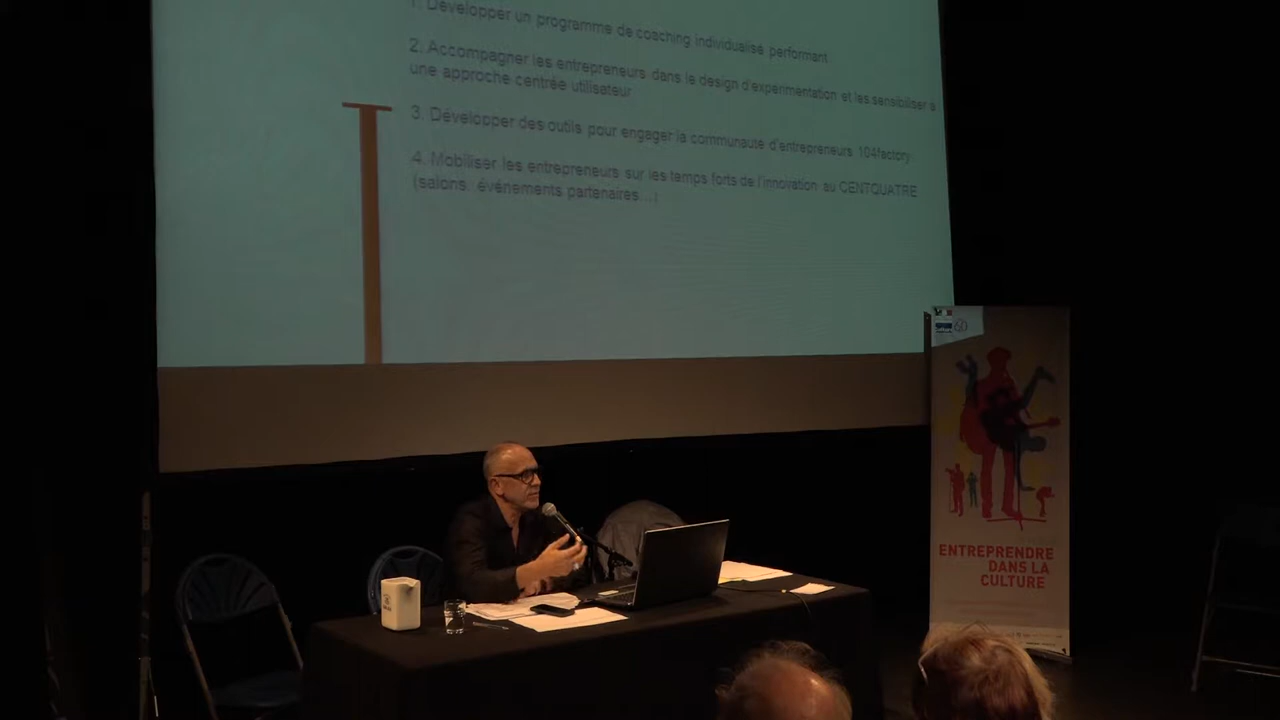 1. Développer un programme de coaching individualisé performant
2. Accompagner les entrepreneurs dans le design d'experimentation et les sensibiliser a
une approche centrée utilisateur
3. Développer des outils pour engager la communauté d'entrepreneurs 104factory
4. Mobiliser les entrepreneurs sur les temps forts de l'innovation au CENTQUATRE
(salons, événements partenaires...)
60
ENTREPRENDRE
DANS LA
CULTURE